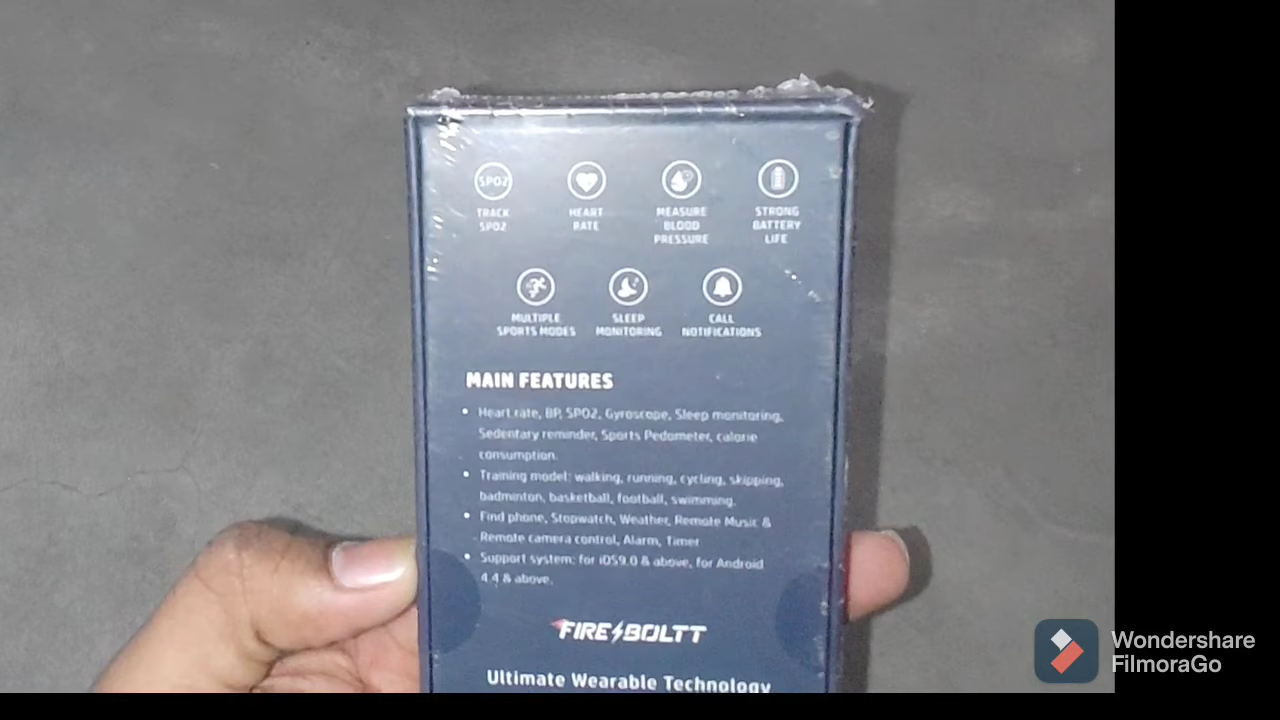 SPO2
TRACK
SPO2
HEART
RATE
MEASURE
BLOOD
PRESSURE
STRONG
BATTERY
LIFE
MULTIPLE
SPORTS MODES
SLEEP
MONITORING
CALL
NOTIFICATIONS
MAIN FEATURES
• Heart rate, BP, SPO2, Gyroscope, Sleep monitoring,
Sedentary reminder, Sports Pedometer, calorie
consumption.
• Training model: walking, running, cycling, skipping,
badminton, basketball, football, swimming.
• Find phone, Stopwatch, Weather, Remote Music &
Remote camera control, Alarm, Timer
• Support system: for iOS9.0 & above, for Android
4.4 & above.
FIRE BOLTT
Ultimate Wearable Technology
Wondershare
FilmoraGo